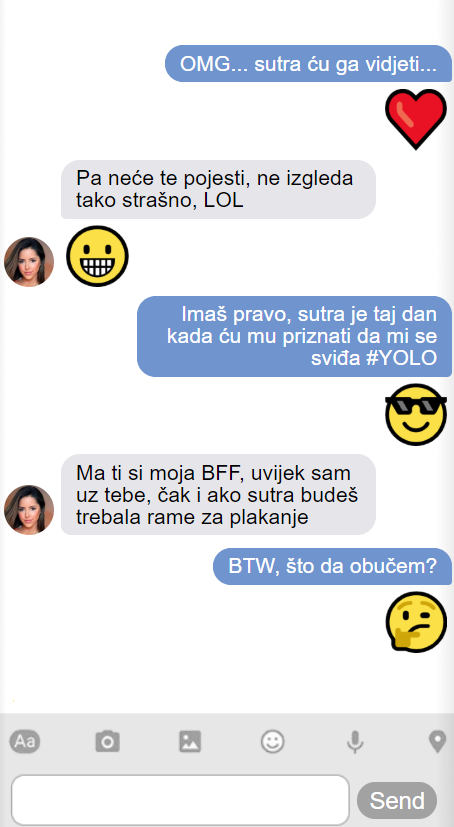 OMG... sutra ću ga vidjeti...
Pa neće te pojesti, ne izgleda
tako strašno, LOL
Imaš pravo, sutra je taj dan
kada ću mu priznati da mi se
sviđa #YOLO
Ma ti si moja BFF, uvijek sam
uz tebe, čak i ako sutra budeš
trebala rame za plakanje
BTW, što da obučem?
Aa
Send